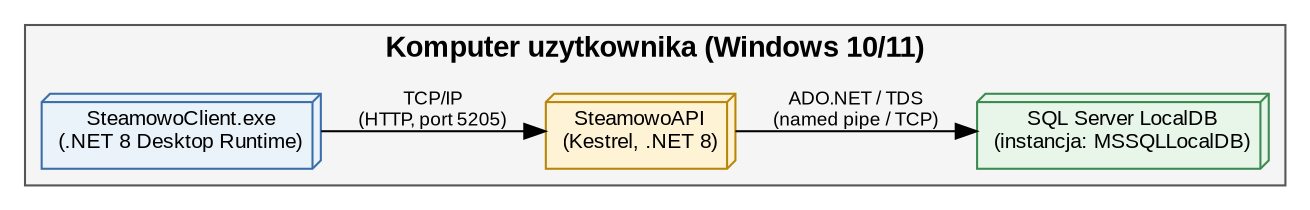 Komputer uzytkownika (Windows 10/11)
SteamowoClient.exe
(.NET 8 Desktop Runtime)
TCP/IP
(HTTP, port 5205)
SteamowoAPI
(Kestrel, .NET 8)
ADO.NET / TDS
(named pipe / TCP)
SQL Server LocalDB
(instancja: MSSQLLocalDB)